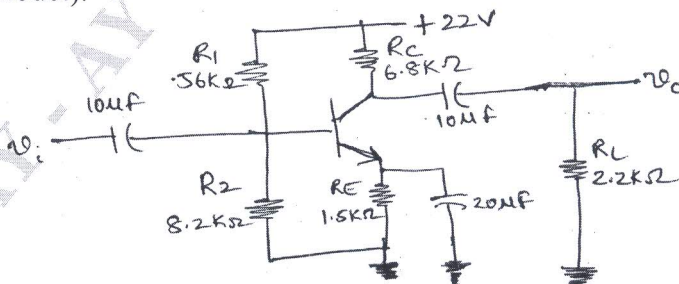 +22V
R1
.56KΩ
RC
6.8KΩ
10µF
10µF
vi
vo
R2
8.2KΩ
RE
1.5KΩ
20µF
RL
2.2KΩ